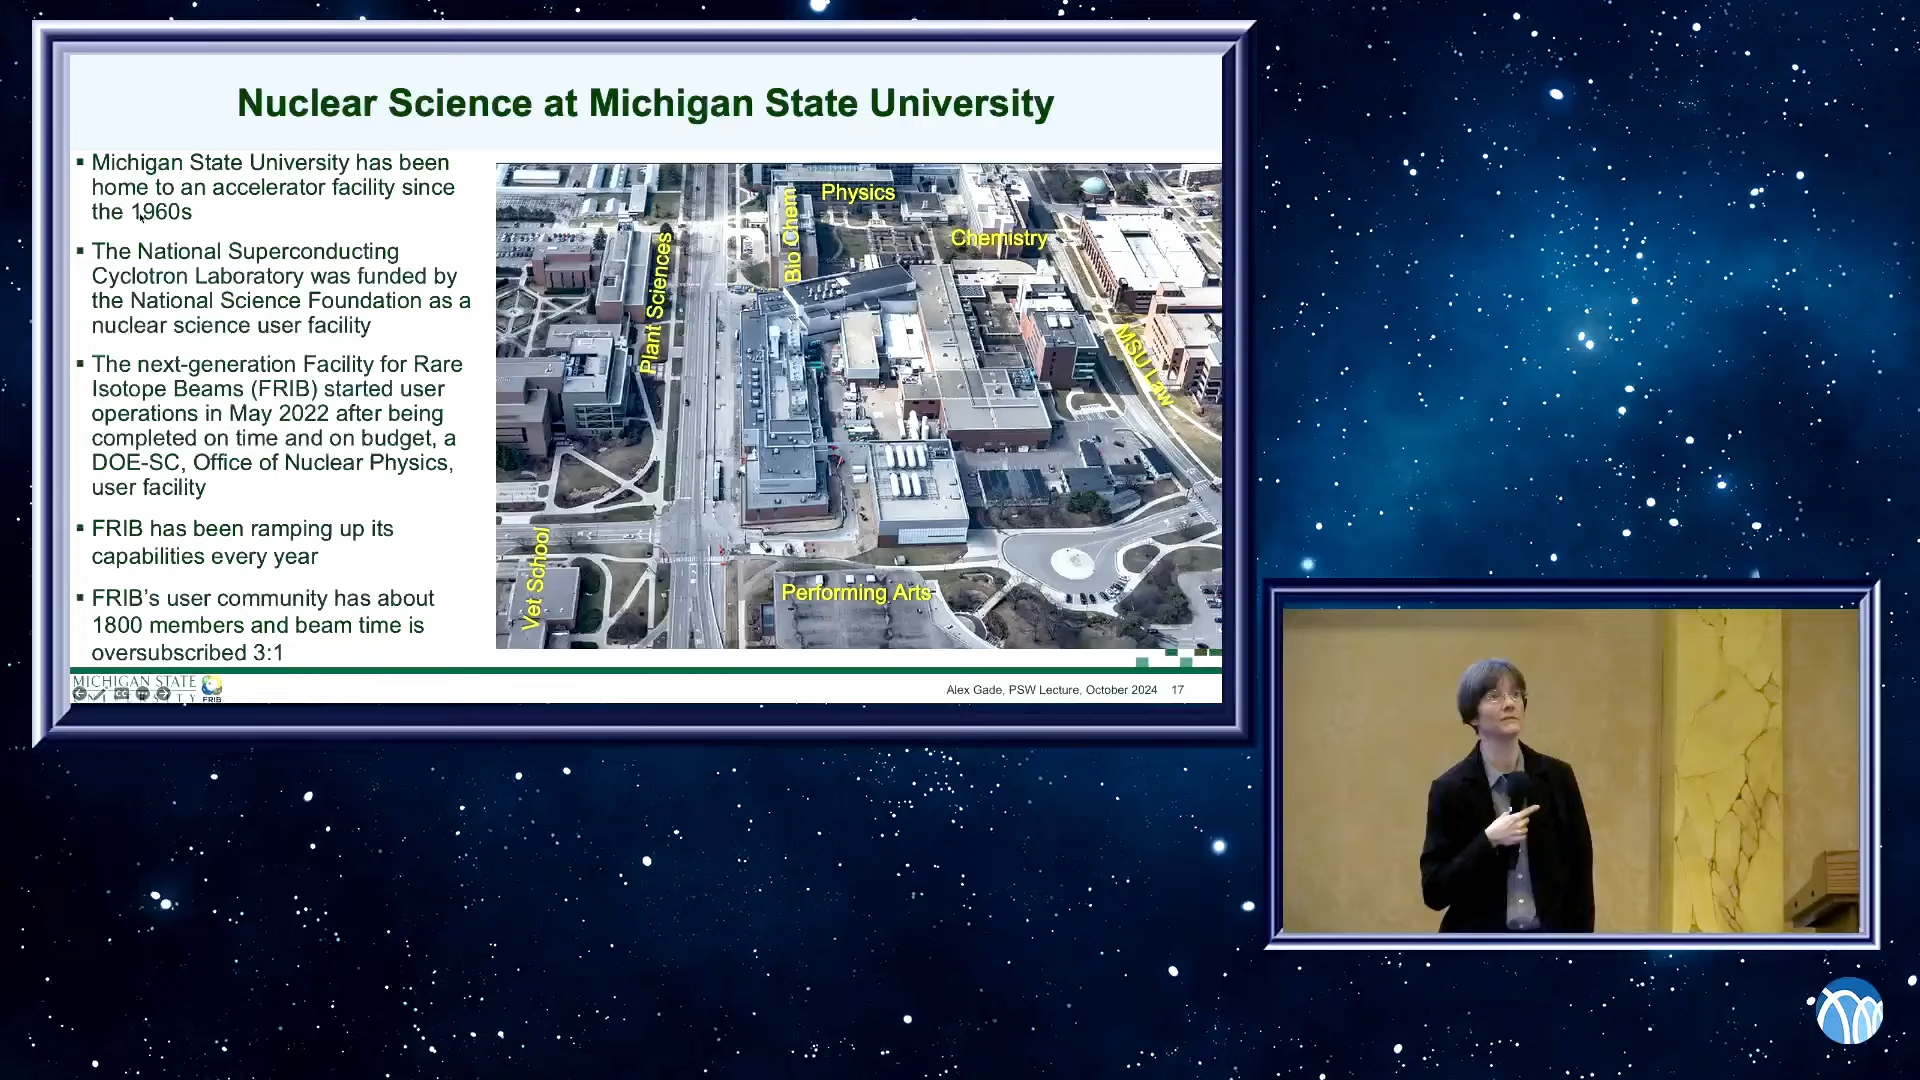 Nuclear Science at Michigan State University
▪ Michigan State University has been
home to an accelerator facility since
the 1960s
▪ The National Superconducting
Cyclotron Laboratory was funded by
the National Science Foundation as a
nuclear science user facility
▪ The next-generation Facility for Rare
Isotope Beams (FRIB) started user
operations in May 2022 after being
completed on time and on budget, a
DOE-SC, Office of Nuclear Physics,
user facility
▪ FRIB has been ramping up its
capabilities every year
▪ FRIB’s user community has about
1800 members and beam time is
oversubscribed 3:1
Physics
Bio Chem
Chemistry
Plant Sciences
MSU Law
Vet School
Performing Arts
MICHIGAN STATE
FRIB
Alex Gade, PSW Lecture, October 2024 17